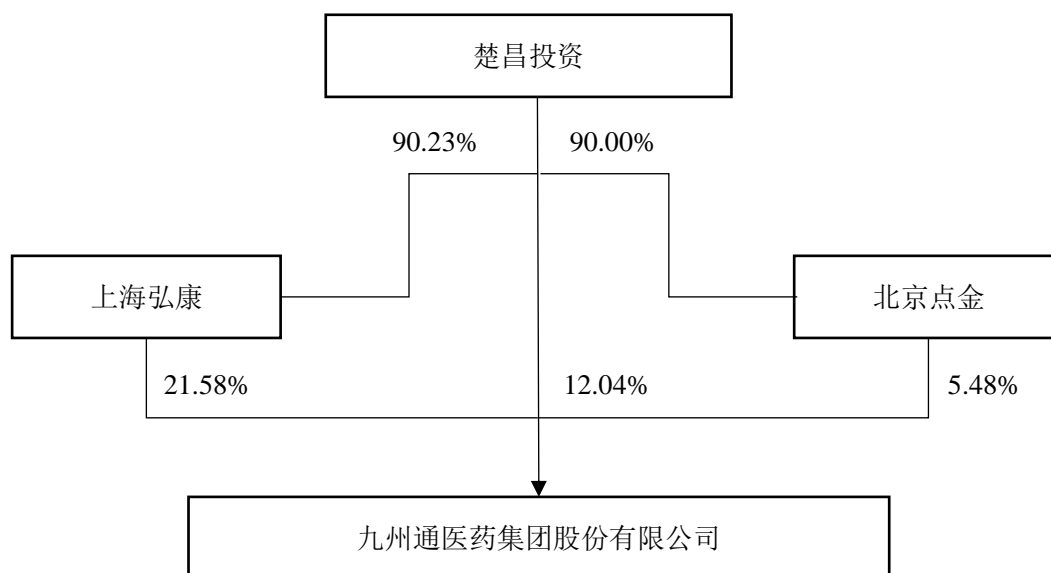 楚昌投资
90.23%
90.00%
上海弘康
北京点金
21.58%
12.04%
5.48%
九州通医药集团股份有限公司